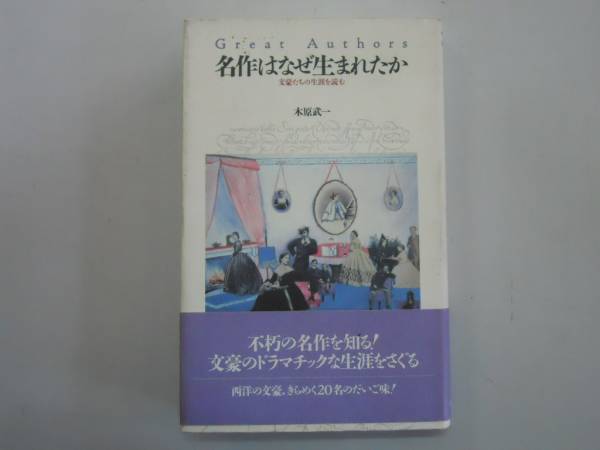 Great Authors
名作はなぜ生まれたか
文豪たちの生涯を読む
木原武一
不朽の名作を知る!
文豪のドラマチックな生涯をさぐる
西洋の文豪、きらめく20名のだいご味!